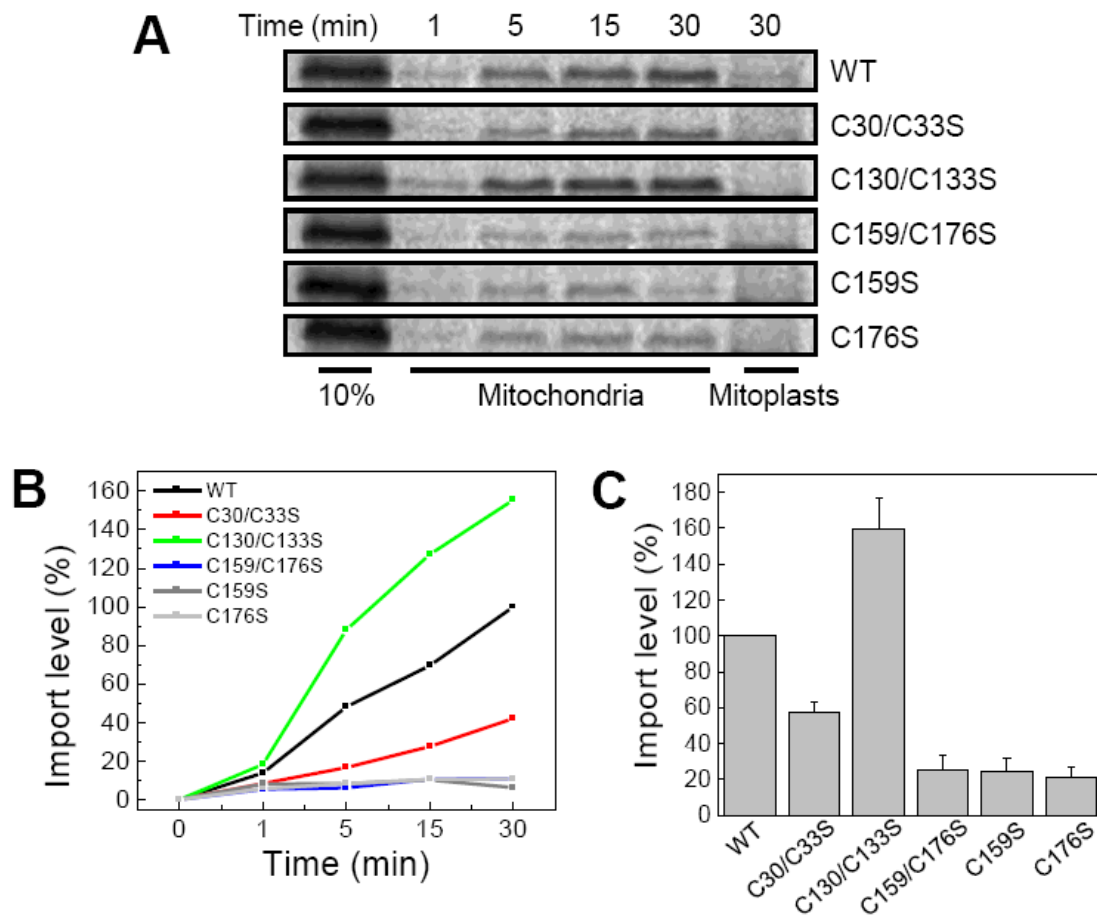 A
Time (min) 1 5 15 30 30
WT
C30/C33S
C130/C133S
C159/C176S
C159S
C176S
10% Mitochondria Mitoplasts
B
Import level (%)
160
140
120
100
80
60
40
20
0
WT
C30/C33S
C130/C133S
C159/C176S
C159S
C176S
0 1 5 15 30
Time (min)
C
Import level (%)
180
160
140
120
100
80
60
40
20
0
WT
C30/C33S
C130/C133S
C159/C176S
C159S
C176S